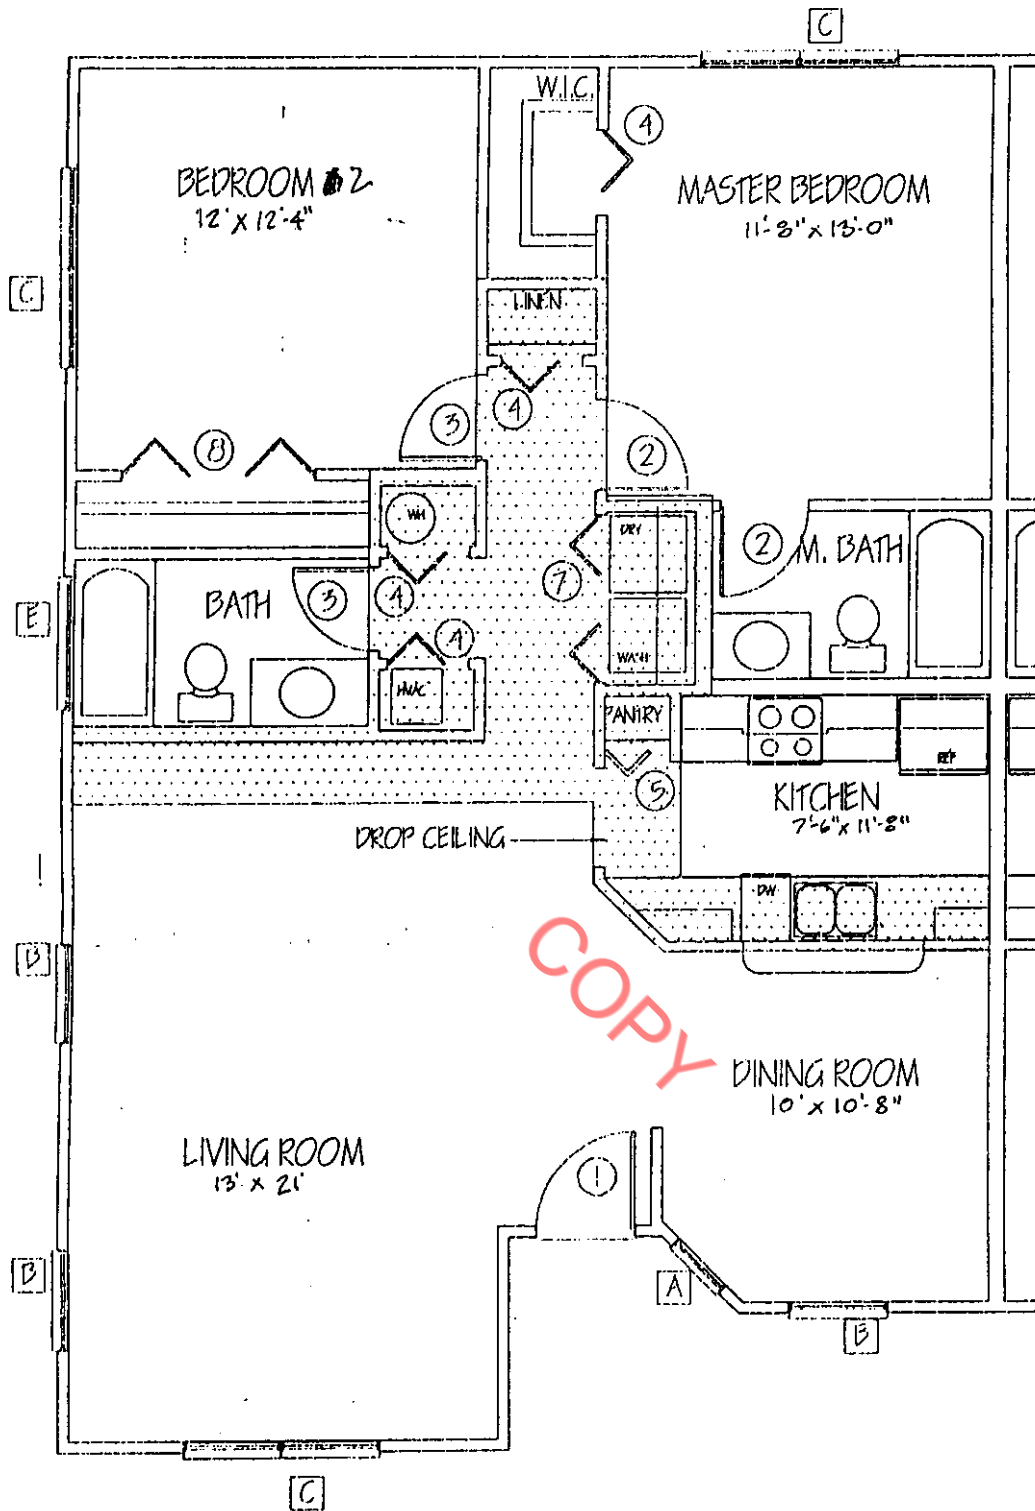 C
W.I.C.
4
BEDROOM #2
12' X 12'-4"
MASTER BEDROOM
11'-8" x 13'-0"
C
LINEN
4
3
8
2
WH
DRY
2
M. BATH
7
4
3
BATH
E
4
WASH
HVAC
PANTRY
REF
5
KITCHEN
7'-6" x 11'-8"
DROP CEILING
DW
COPY
B
DINING ROOM
10' x 10'-8"
LIVING ROOM
13' x 21'
1
B
A
B
C